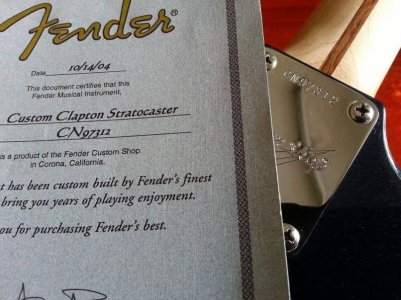 Fender®
Date 10/14/04
This document certifies that this
Fender Musical Instrument,
Custom Clapton Stratocaster
CN97312
is a product of the Fender Custom Shop
in Corona, California.
t has been custom built by Fender's finest
bring you years of playing enjoyment.
ou for purchasing Fender's best.
CN97312